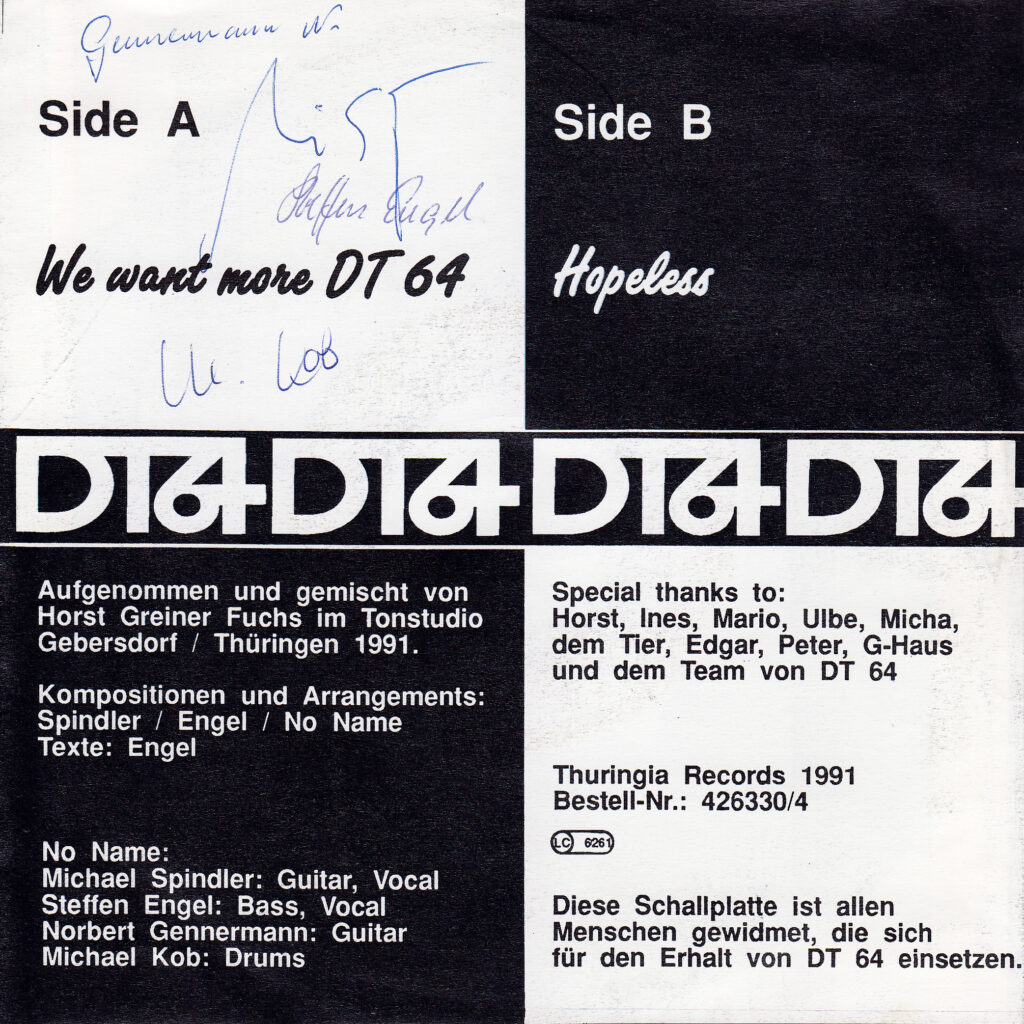 Gennermann N.
Side A
Steffen Engel
We want more DT 64
M. Kob
Side B
Hopeless
DT64 DT64 DT64 DT64
Aufgenommen und gemischt von
Horst Greiner Fuchs im Tonstudio
Gebersdorf / Thüringen 1991.
Kompositionen und Arrangements:
Spindler / Engel / No Name
Texte: Engel
No Name:
Michael Spindler: Guitar, Vocal
Steffen Engel: Bass, Vocal
Norbert Gennermann: Guitar
Michael Kob: Drums
Special thanks to:
Horst, Ines, Mario, Ulbe, Micha,
dem Tier, Edgar, Peter, G-Haus
und dem Team von DT 64
Thuringia Records 1991
Bestell-Nr.: 426330/4
LC 6261
Diese Schallplatte ist allen
Menschen gewidmet, die sich
für den Erhalt von DT 64 einsetzen.